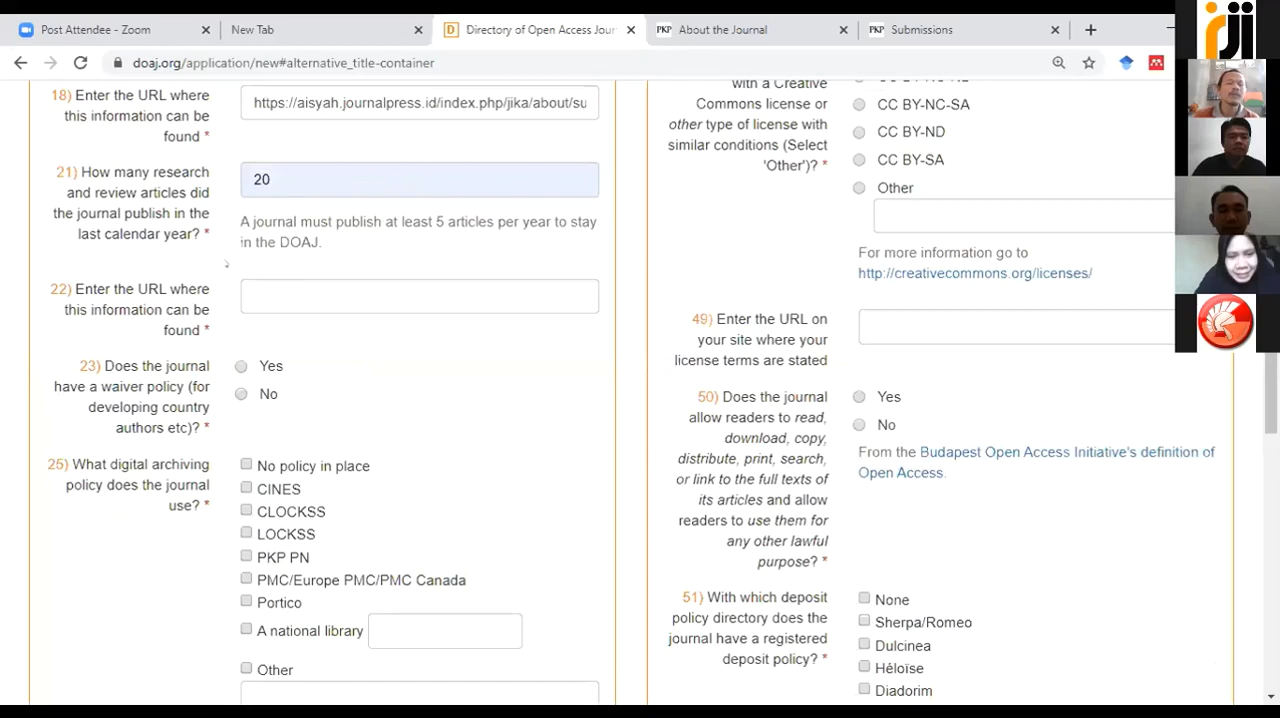 Post Attendee - Zoom
New Tab
Directory of Open Access Jour
PKP About the Journal
PKP Submissions
doaj.org/application/new#alternative_title-container
18) Enter the URL where
this information can be
found *
https://aisyah.journalpress.id/index.php/jika/about/su
21) How many research
and review articles did
the journal publish in the
last calendar year? *
20
A journal must publish at least 5 articles per year to stay
in the DOAJ.
22) Enter the URL where
this information can be
found *
23) Does the journal
have a waiver policy (for
developing country
authors etc)? *
Yes
No
25) What digital archiving
policy does the journal
use? *
No policy in place
CINES
CLOCKSS
LOCKSS
PKP PN
PMC/Europe PMC/PMC Canada
Portico
A national library
Other
with a Creative
Commons license or
other type of license with
similar conditions (Select
'Other')? *
CC BY-NC-ND
CC BY-NC-SA
CC BY-ND
CC BY-SA
Other
For more information go to
http://creativecommons.org/licenses/
49) Enter the URL on
your site where your
license terms are stated
50) Does the journal
allow readers to read,
download, copy,
distribute, print, search,
or link to the full texts of
its articles and allow
readers to use them for
any other lawful
purpose? *
Yes
No
From the Budapest Open Access Initiative's definition of
Open Access.
51) With which deposit
policy directory does the
journal have a registered
deposit policy? *
None
Sherpa/Romeo
Dulcinea
Héloïse
Diadorim
rji